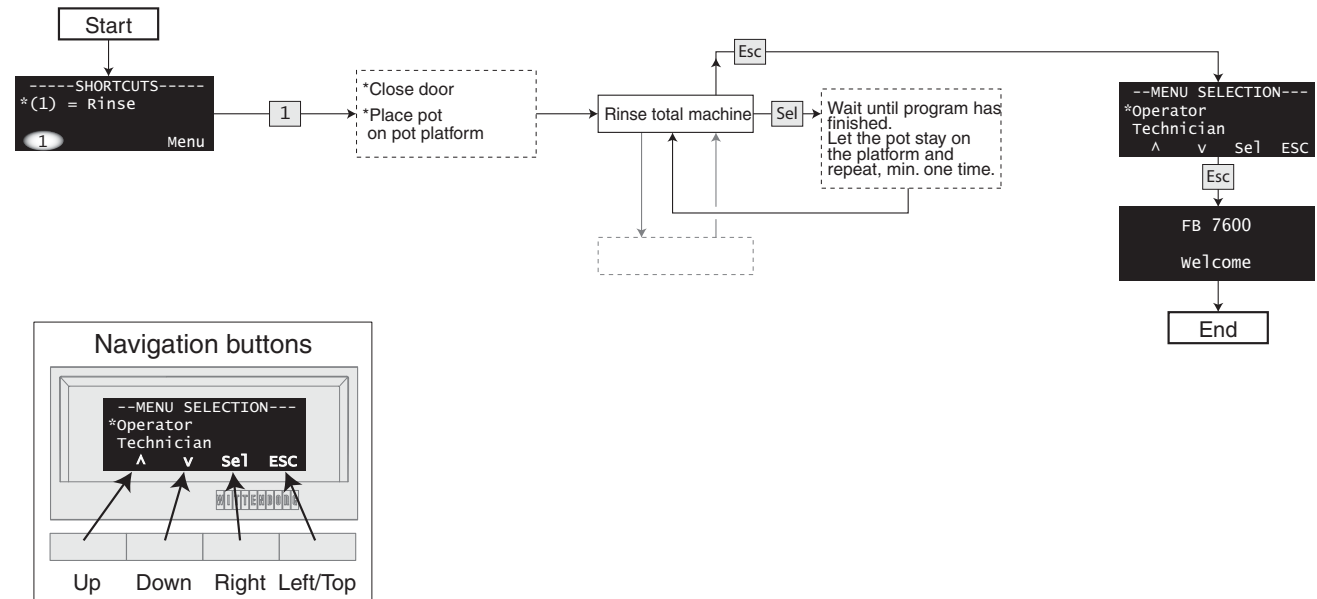 Start
-----SHORTCUTS-----
*(1) = Rinse
1 Menu
1
*Close door
*Place pot
on pot platform
Rinse total machine
Sel
Wait until program has
finished.
Let the pot stay on
the platform and
repeat, min. one time.
Esc
--MENU SELECTION---
*Operator
Technician
^ v Sel ESC
Esc
FB 7600
Welcome
End
Navigation buttons
--MENU SELECTION---
*Operator
Technician
^ v Sel ESC
WITTENBORG
Up Down Right Left/Top